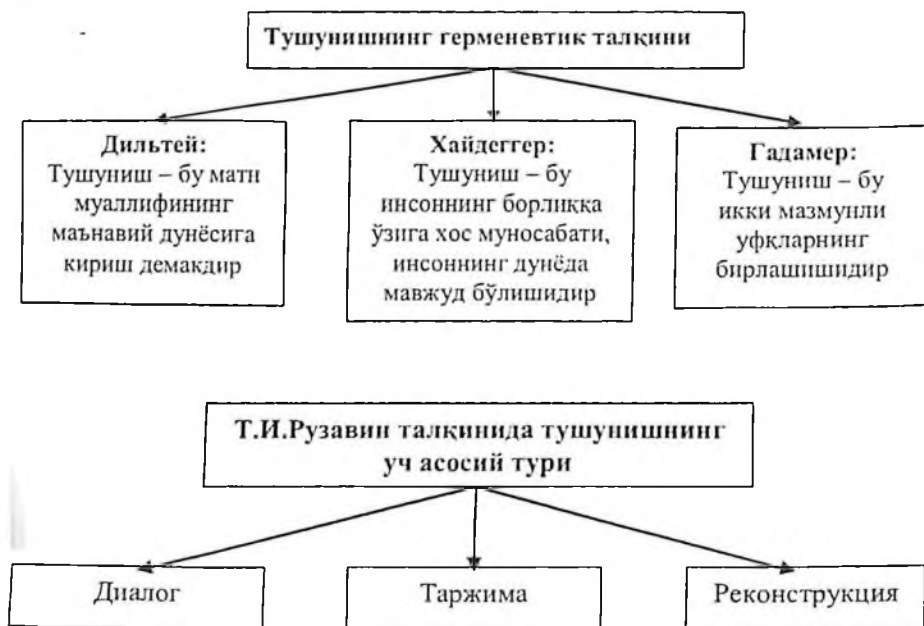 Тушунишнинг герменевтик талқини
Дильтей:
Тушуниш – бу матн
муаллифининг
маънавий дунёсига
кириш демакдир
Хайдеггер:
Тушуниш – бу
инсоннинг борлиққа
ўзига хос муносабати,
инсоннинг дунёда
мавжуд бўлишидир
Гадамер:
Тушуниш – бу
икки мазмунли
уфқларнинг
бирлашишидир
Т.И.Рузавин талқинида тушунишнинг
уч асосий тури
Диалог
Таржима
Реконструкция